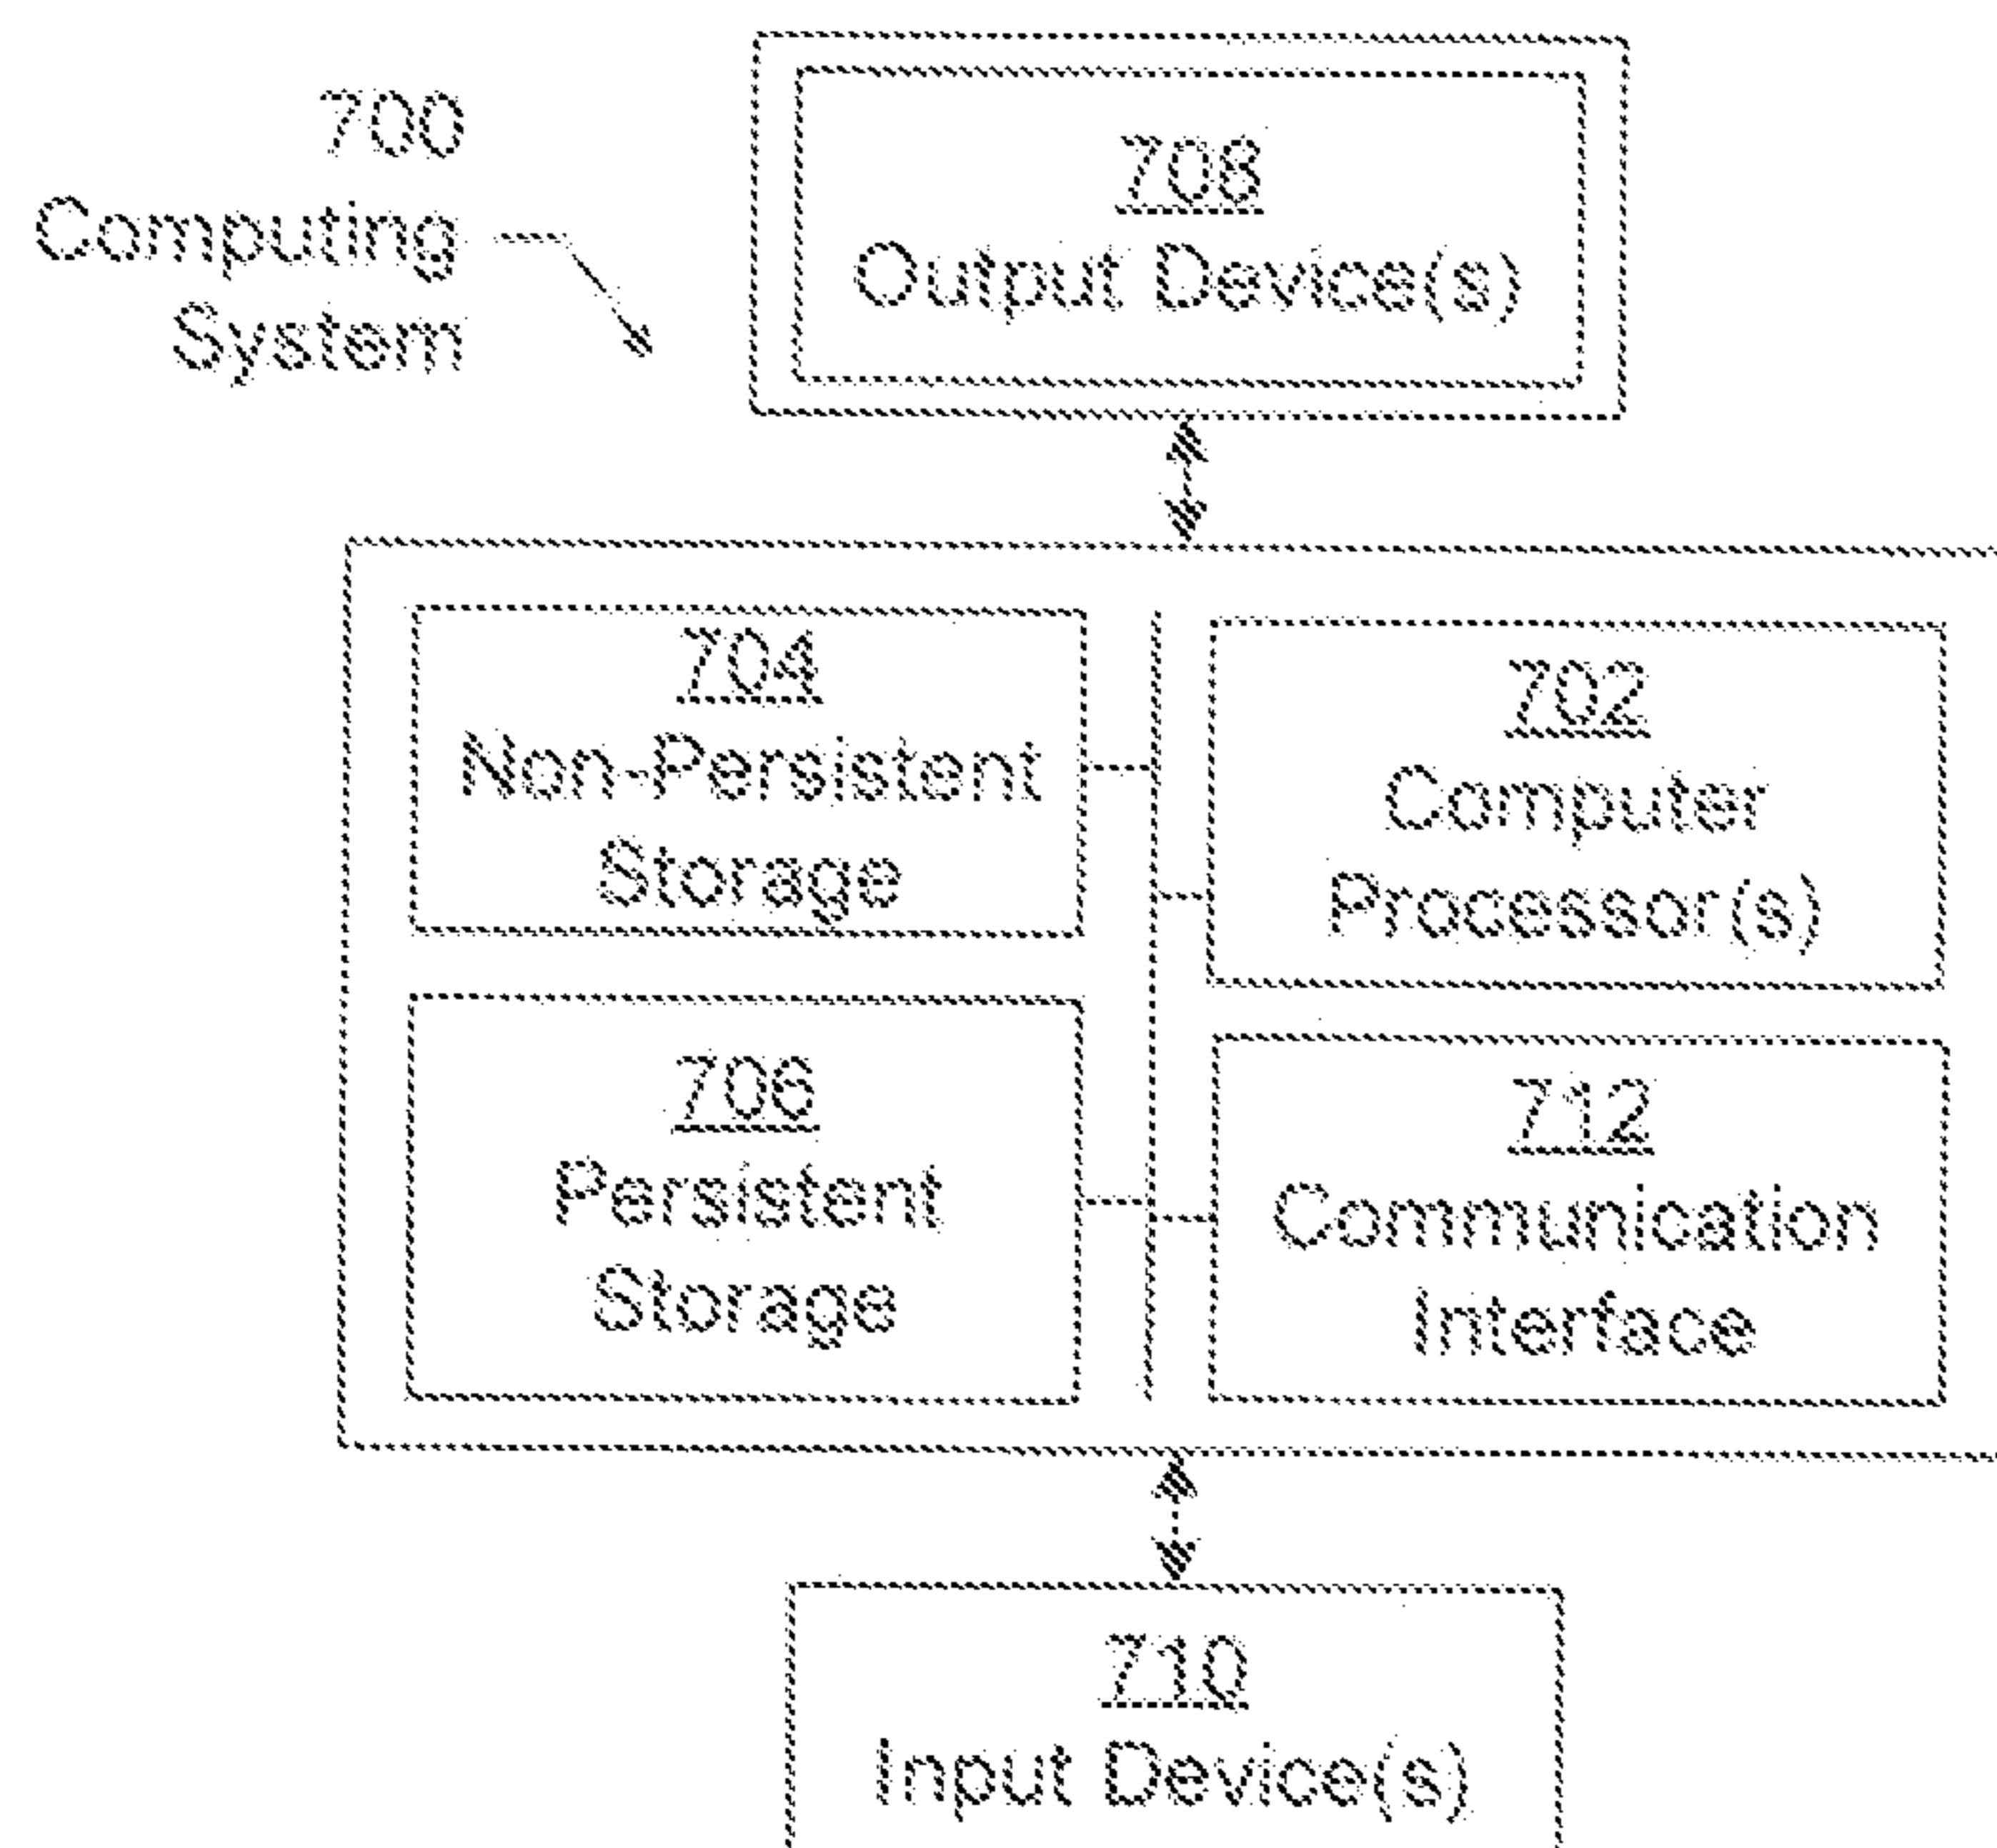 700
Computing
System
708
Output Device(s)
704
Non-Persistent
Storage
702
Computer
Processor(s)
706
Persistent
Storage
712
Communication
Interface
710
Input Device(s)